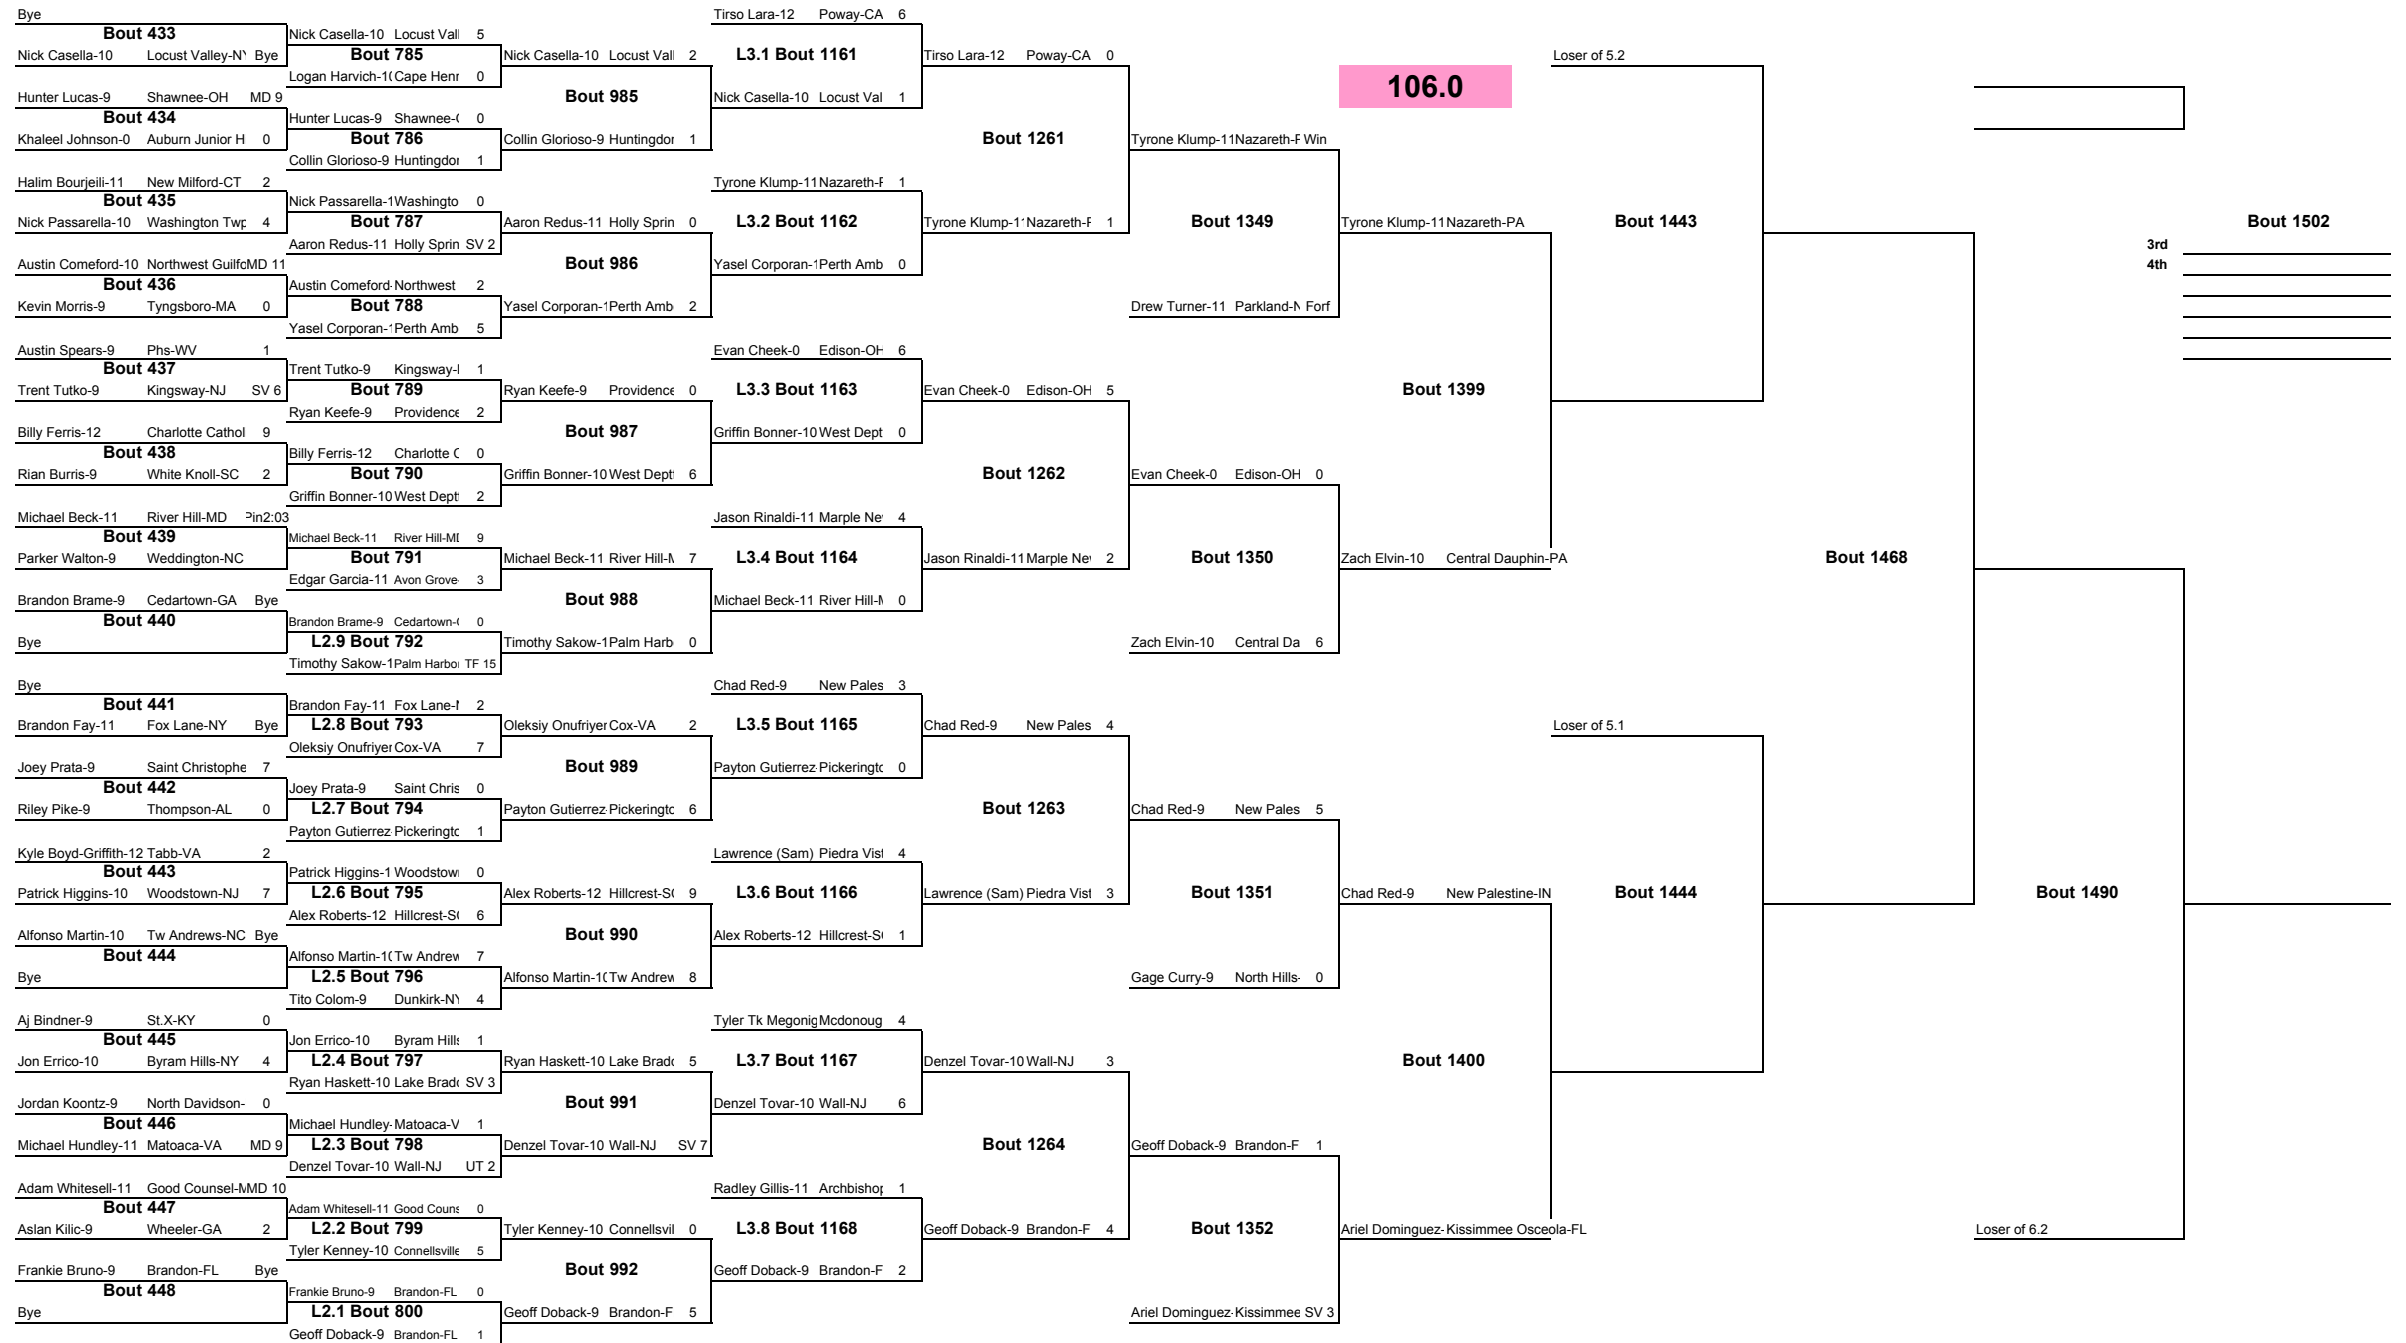 Bye
Bout 433
Nick Casella-10 Locust Valley-NY Bye
Hunter Lucas-9 Shawnee-OH MD 9
Bout 434
Khaleel Johnson-0 Auburn Junior H 0
Halim Bourjeili-11 New Milford-CT 2
Bout 435
Nick Passarella-10 Washington Twp 4
Austin Comeford-10 Northwest Guilfo MD 11
Bout 436
Kevin Morris-9 Tyngsboro-MA 0
Austin Spears-9 Phs-WV 1
Bout 437
Trent Tutko-9 Kingsway-NJ SV 6
Billy Ferris-12 Charlotte Cathol 9
Bout 438
Rian Burris-9 White Knoll-SC 2
Michael Beck-11 River Hill-MD Pin2:03
Bout 439
Parker Walton-9 Weddington-NC
Brandon Brame-9 Cedartown-GA Bye
Bout 440
Bye
Bye
Bout 441
Brandon Fay-11 Fox Lane-NY Bye
Joey Prata-9 Saint Christophe 7
Bout 442
Riley Pike-9 Thompson-AL 0
Kyle Boyd-Griffith-12 Tabb-VA 2
Bout 443
Patrick Higgins-10 Woodstown-NJ 7
Alfonso Martin-10 Tw Andrews-NC Bye
Bout 444
Bye
Aj Bindner-9 St.X-KY 0
Bout 445
Jon Errico-10 Byram Hills-NY 4
Jordan Koontz-9 North Davidson- 0
Bout 446
Michael Hundley-11 Matoaca-VA MD 9
Adam Whitesell-11 Good Counsel-M MD 10
Bout 447
Aslan Kilic-9 Wheeler-GA 2
Frankie Bruno-9 Brandon-FL Bye
Bout 448
Bye
Nick Casella-10 Locust Vall 5
Bout 785
Logan Harvich-10 Cape Henr 0
Hunter Lucas-9 Shawnee-( 0
Bout 786
Collin Glorioso-9 Huntingdor 1
Nick Passarella-1 Washingto 0
Bout 787
Aaron Redus-11 Holly Sprin SV 2
Austin Comeford- Northwest 2
Bout 788
Yasel Corporan-1 Perth Amb 5
Trent Tutko-9 Kingsway-l 1
Bout 789
Ryan Keefe-9 Providence 2
Billy Ferris-12 Charlotte C 0
Bout 790
Griffin Bonner-10 West Deptf 2
Michael Beck-11 River Hill-MD 9
Bout 791
Edgar Garcia-11 Avon Grove- 3
Brandon Brame-9 Cedartown-( 0
L2.9 Bout 792
Timothy Sakow-1 Palm Harbor TF 15
Brandon Fay-11 Fox Lane-N 2
L2.8 Bout 793
Oleksiy Onufriyer Cox-VA 7
Joey Prata-9 Saint Chris 0
L2.7 Bout 794
Payton Gutierrez- Pickeringto 1
Patrick Higgins-1 Woodstown 0
L2.6 Bout 795
Alex Roberts-12 Hillcrest-S( 6
Alfonso Martin-10 Tw Andrew 7
L2.5 Bout 796
Tito Colom-9 Dunkirk-NY 4
Jon Errico-10 Byram Hills 1
L2.4 Bout 797
Ryan Haskett-10 Lake Brado SV 3
Michael Hundley- Matoaca-V 1
L2.3 Bout 798
Denzel Tovar-10 Wall-NJ UT 2
Adam Whitesell-11 Good Couns 0
L2.2 Bout 799
Tyler Kenney-10 Connellsville 5
Frankie Bruno-9 Brandon-FL 0
L2.1 Bout 800
Geoff Doback-9 Brandon-FL 1
Nick Casella-10 Locust Vall 2
Bout 985
Collin Glorioso-9 Huntingdor 1
Aaron Redus-11 Holly Sprin 0
Bout 986
Yasel Corporan-1 Perth Amb 2
Ryan Keefe-9 Providence 0
Bout 987
Griffin Bonner-10 West Deptf 6
Michael Beck-11 River Hill-M 7
Bout 988
Timothy Sakow-1 Palm Harb 0
Oleksiy Onufriyer Cox-VA 2
Bout 989
Payton Gutierrez- Pickeringto 6
Alex Roberts-12 Hillcrest-S( 9
Bout 990
Alfonso Martin-10 Tw Andrew 8
Ryan Haskett-10 Lake Brado 5
Bout 991
Denzel Tovar-10 Wall-NJ SV 7
Tyler Kenney-10 Connellsvil 0
Bout 992
Geoff Doback-9 Brandon-F 5
Tirso Lara-12 Poway-CA 6
L3.1 Bout 1161
Nick Casella-10 Locust Val 1
Tyrone Klump-11 Nazareth-F 1
L3.2 Bout 1162
Yasel Corporan-1 Perth Amb 0
Evan Cheek-0 Edison-OH 6
L3.3 Bout 1163
Griffin Bonner-10 West Dept 0
Jason Rinaldi-11 Marple Ne 4
L3.4 Bout 1164
Michael Beck-11 River Hill-M 0
Chad Red-9 New Pales 3
L3.5 Bout 1165
Payton Gutierrez- Pickeringto 0
Lawrence (Sam) Piedra Vist 4
L3.6 Bout 1166
Alex Roberts-12 Hillcrest-S( 1
Tyler Tk Megonig Mcdonoug 4
L3.7 Bout 1167
Denzel Tovar-10 Wall-NJ 6
Radley Gillis-11 Archbishop 1
L3.8 Bout 1168
Geoff Doback-9 Brandon-F 2
Tirso Lara-12 Poway-CA 0
Bout 1261
Tyrone Klump-11 Nazareth-F 1
Evan Cheek-0 Edison-OH 5
Bout 1262
Jason Rinaldi-11 Marple Ne 2
Chad Red-9 New Pales 4
Bout 1263
Lawrence (Sam) Piedra Vist 3
Denzel Tovar-10 Wall-NJ 3
Bout 1264
Geoff Doback-9 Brandon-F 4
Tyrone Klump-11 Nazareth-F Win
Bout 1349
Drew Turner-11 Parkland-N Forf
Evan Cheek-0 Edison-OH 0
Bout 1350
Zach Elvin-10 Central Da 6
Chad Red-9 New Pales 5
Bout 1351
Gage Curry-9 North Hills- 0
Geoff Doback-9 Brandon-F 1
Bout 1352
Ariel Dominguez- Kissimmee SV 3
106.0
Tyrone Klump-11 Nazareth-PA
Bout 1399
Zach Elvin-10 Central Dauphin-PA
Chad Red-9 New Palestine-IN
Bout 1400
Ariel Dominguez- Kissimmee Osceola-FL
Loser of 5.2
Bout 1443
Loser of 5.1
Bout 1444
Bout 1468
Bout 1490
Loser of 6.2
Bout 1502
3rd
4th